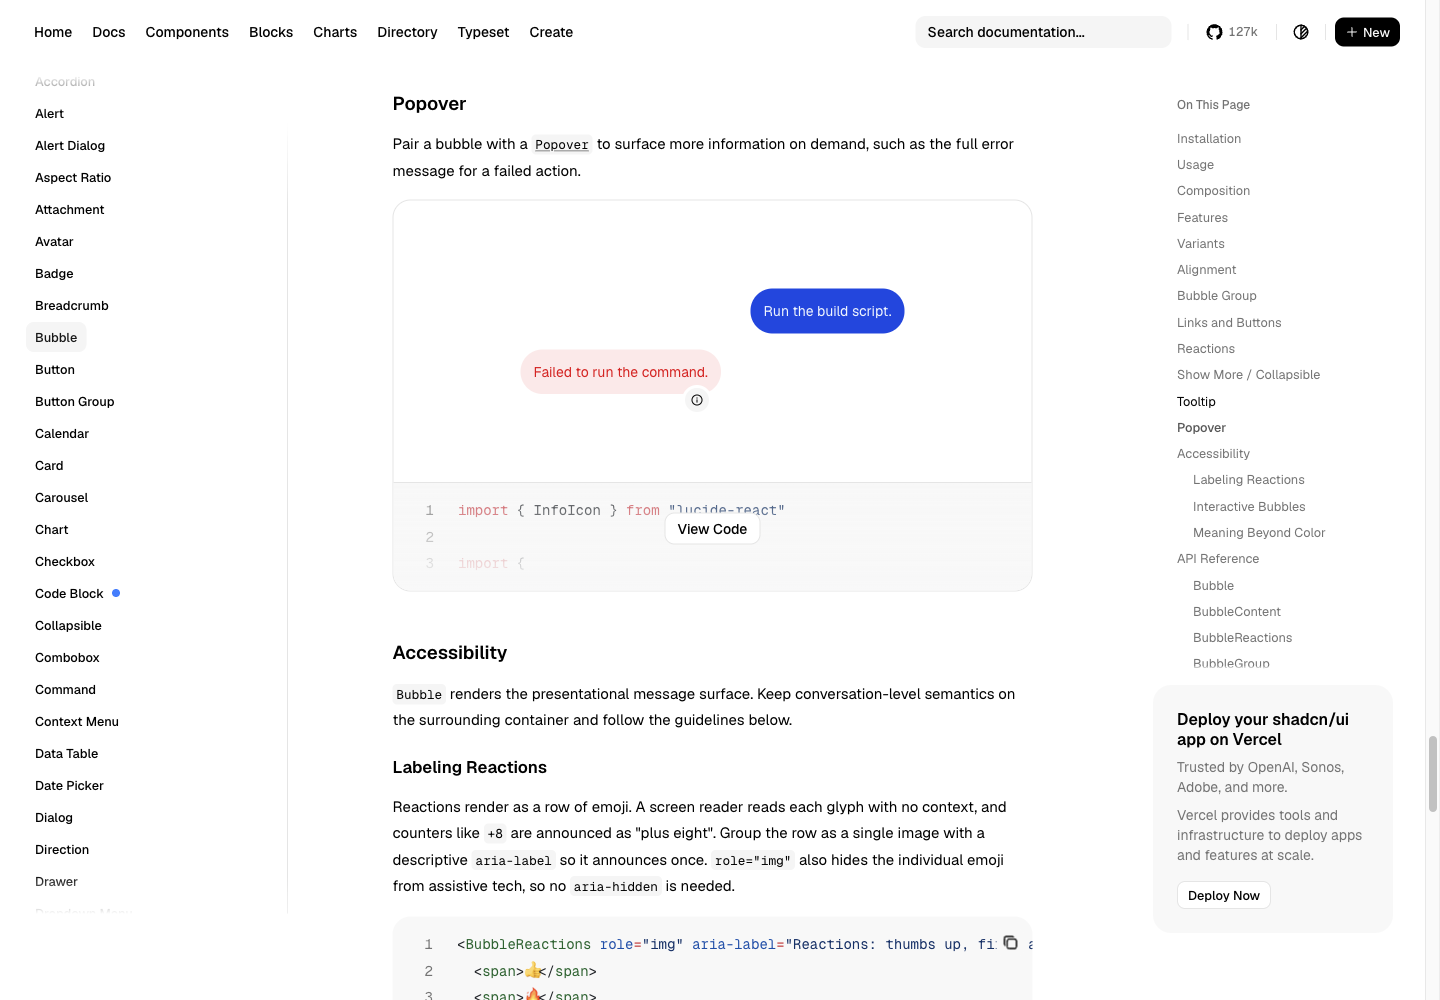 Home Docs Components Blocks Charts Directory Typeset Create
Search documentation...
127k
New
Accordion
Alert
Alert Dialog
Aspect Ratio
Attachment
Avatar
Badge
Breadcrumb
Bubble
Button
Button Group
Calendar
Card
Carousel
Chart
Checkbox
Code Block
Collapsible
Combobox
Command
Context Menu
Data Table
Date Picker
Dialog
Direction
Drawer
Dropdown Menu
Popover
Pair a bubble with a Popover to surface more information on demand, such as the full error
message for a failed action.
Run the build script.
Failed to run the command.
1 import { InfoIcon } from "lucide-react"
View Code
2
3 import {
Accessibility
Bubble renders the presentational message surface. Keep conversation-level semantics on
the surrounding container and follow the guidelines below.
Labeling Reactions
Reactions render as a row of emoji. A screen reader reads each glyph with no context, and
counters like +8 are announced as "plus eight". Group the row as a single image with a
descriptive aria-label so it announces once. role="img" also hides the individual emoji
from assistive tech, so no aria-hidden is needed.
1 <BubbleReactions role="img" aria-label="Reactions: thumbs up, fi
2 <span>👍</span>
3 <span>🔥</span>
On This Page
Installation
Usage
Composition
Features
Variants
Alignment
Bubble Group
Links and Buttons
Reactions
Show More / Collapsible
Tooltip
Popover
Accessibility
Labeling Reactions
Interactive Bubbles
Meaning Beyond Color
API Reference
Bubble
BubbleContent
BubbleReactions
BubbleGroup
Deploy your shadcn/ui
app on Vercel
Trusted by OpenAI, Sonos,
Adobe, and more.
Vercel provides tools and
infrastructure to deploy apps
and features at scale.
Deploy Now